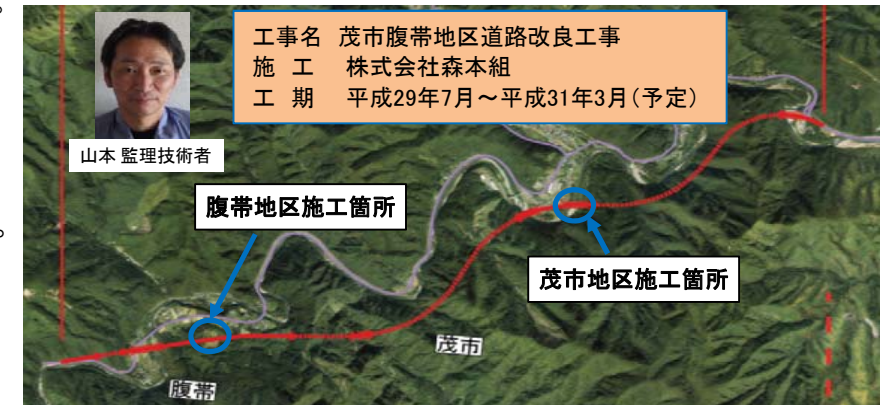 。
工事名 茂市腹帯地区道路改良工事
施 工 株式会社森本組
工 期 平成29年7月～平成31年3月(予定)
山本 監理技術者
腹帯地区施工箇所
。
茂市地区施工箇所
茂市
腹帯